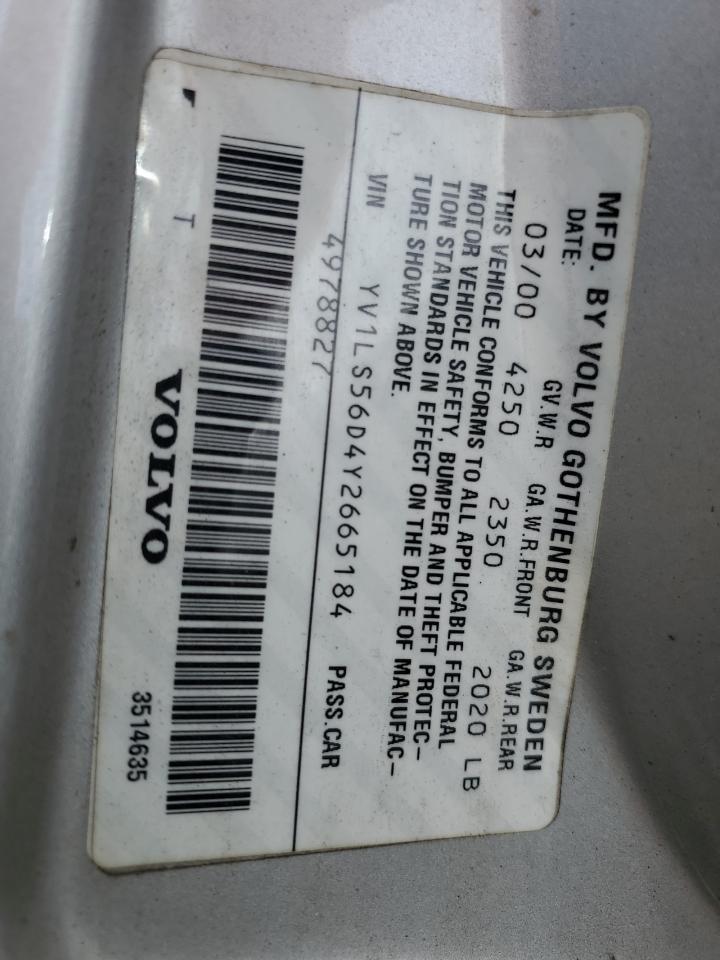 MFD. BY VOLVO GOTHENBURG SWEDEN
DATE: GV.W.R GA.W.R.FRONT GA.W.R.REAR
03/00 4250 2350 2020 LB
THIS VEHICLE CONFORMS TO ALL APPLICABLE FEDERAL
MOTOR VEHICLE SAFETY, BUMPER AND THEFT PROTEC-
TION STANDARDS IN EFFECT ON THE DATE OF MANUFAC-
TURE SHOWN ABOVE.
VIN YV1LS56D4Y2665184 PASS.CAR
4978827
T VOLVO 3514635